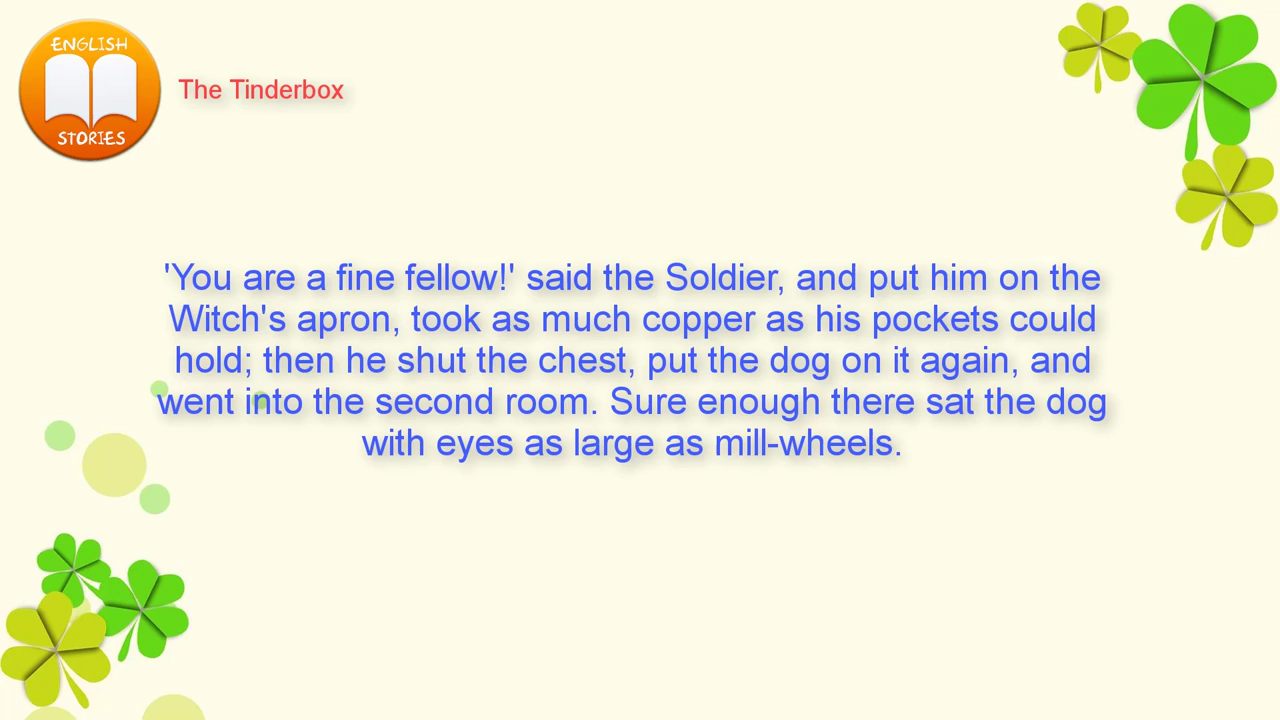 ENGLISH
STORIES
The Tinderbox
'You are a fine fellow!' said the Soldier, and put him on the
Witch's apron, took as much copper as his pockets could
hold; then he shut the chest, put the dog on it again, and
went into the second room. Sure enough there sat the dog
with eyes as large as mill-wheels.